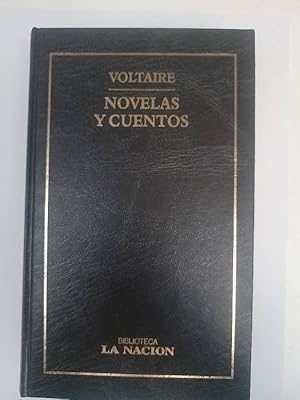 VOLTAIRE
NOVELAS
Y CUENTOS
BIBLIOTECA
LA NACION